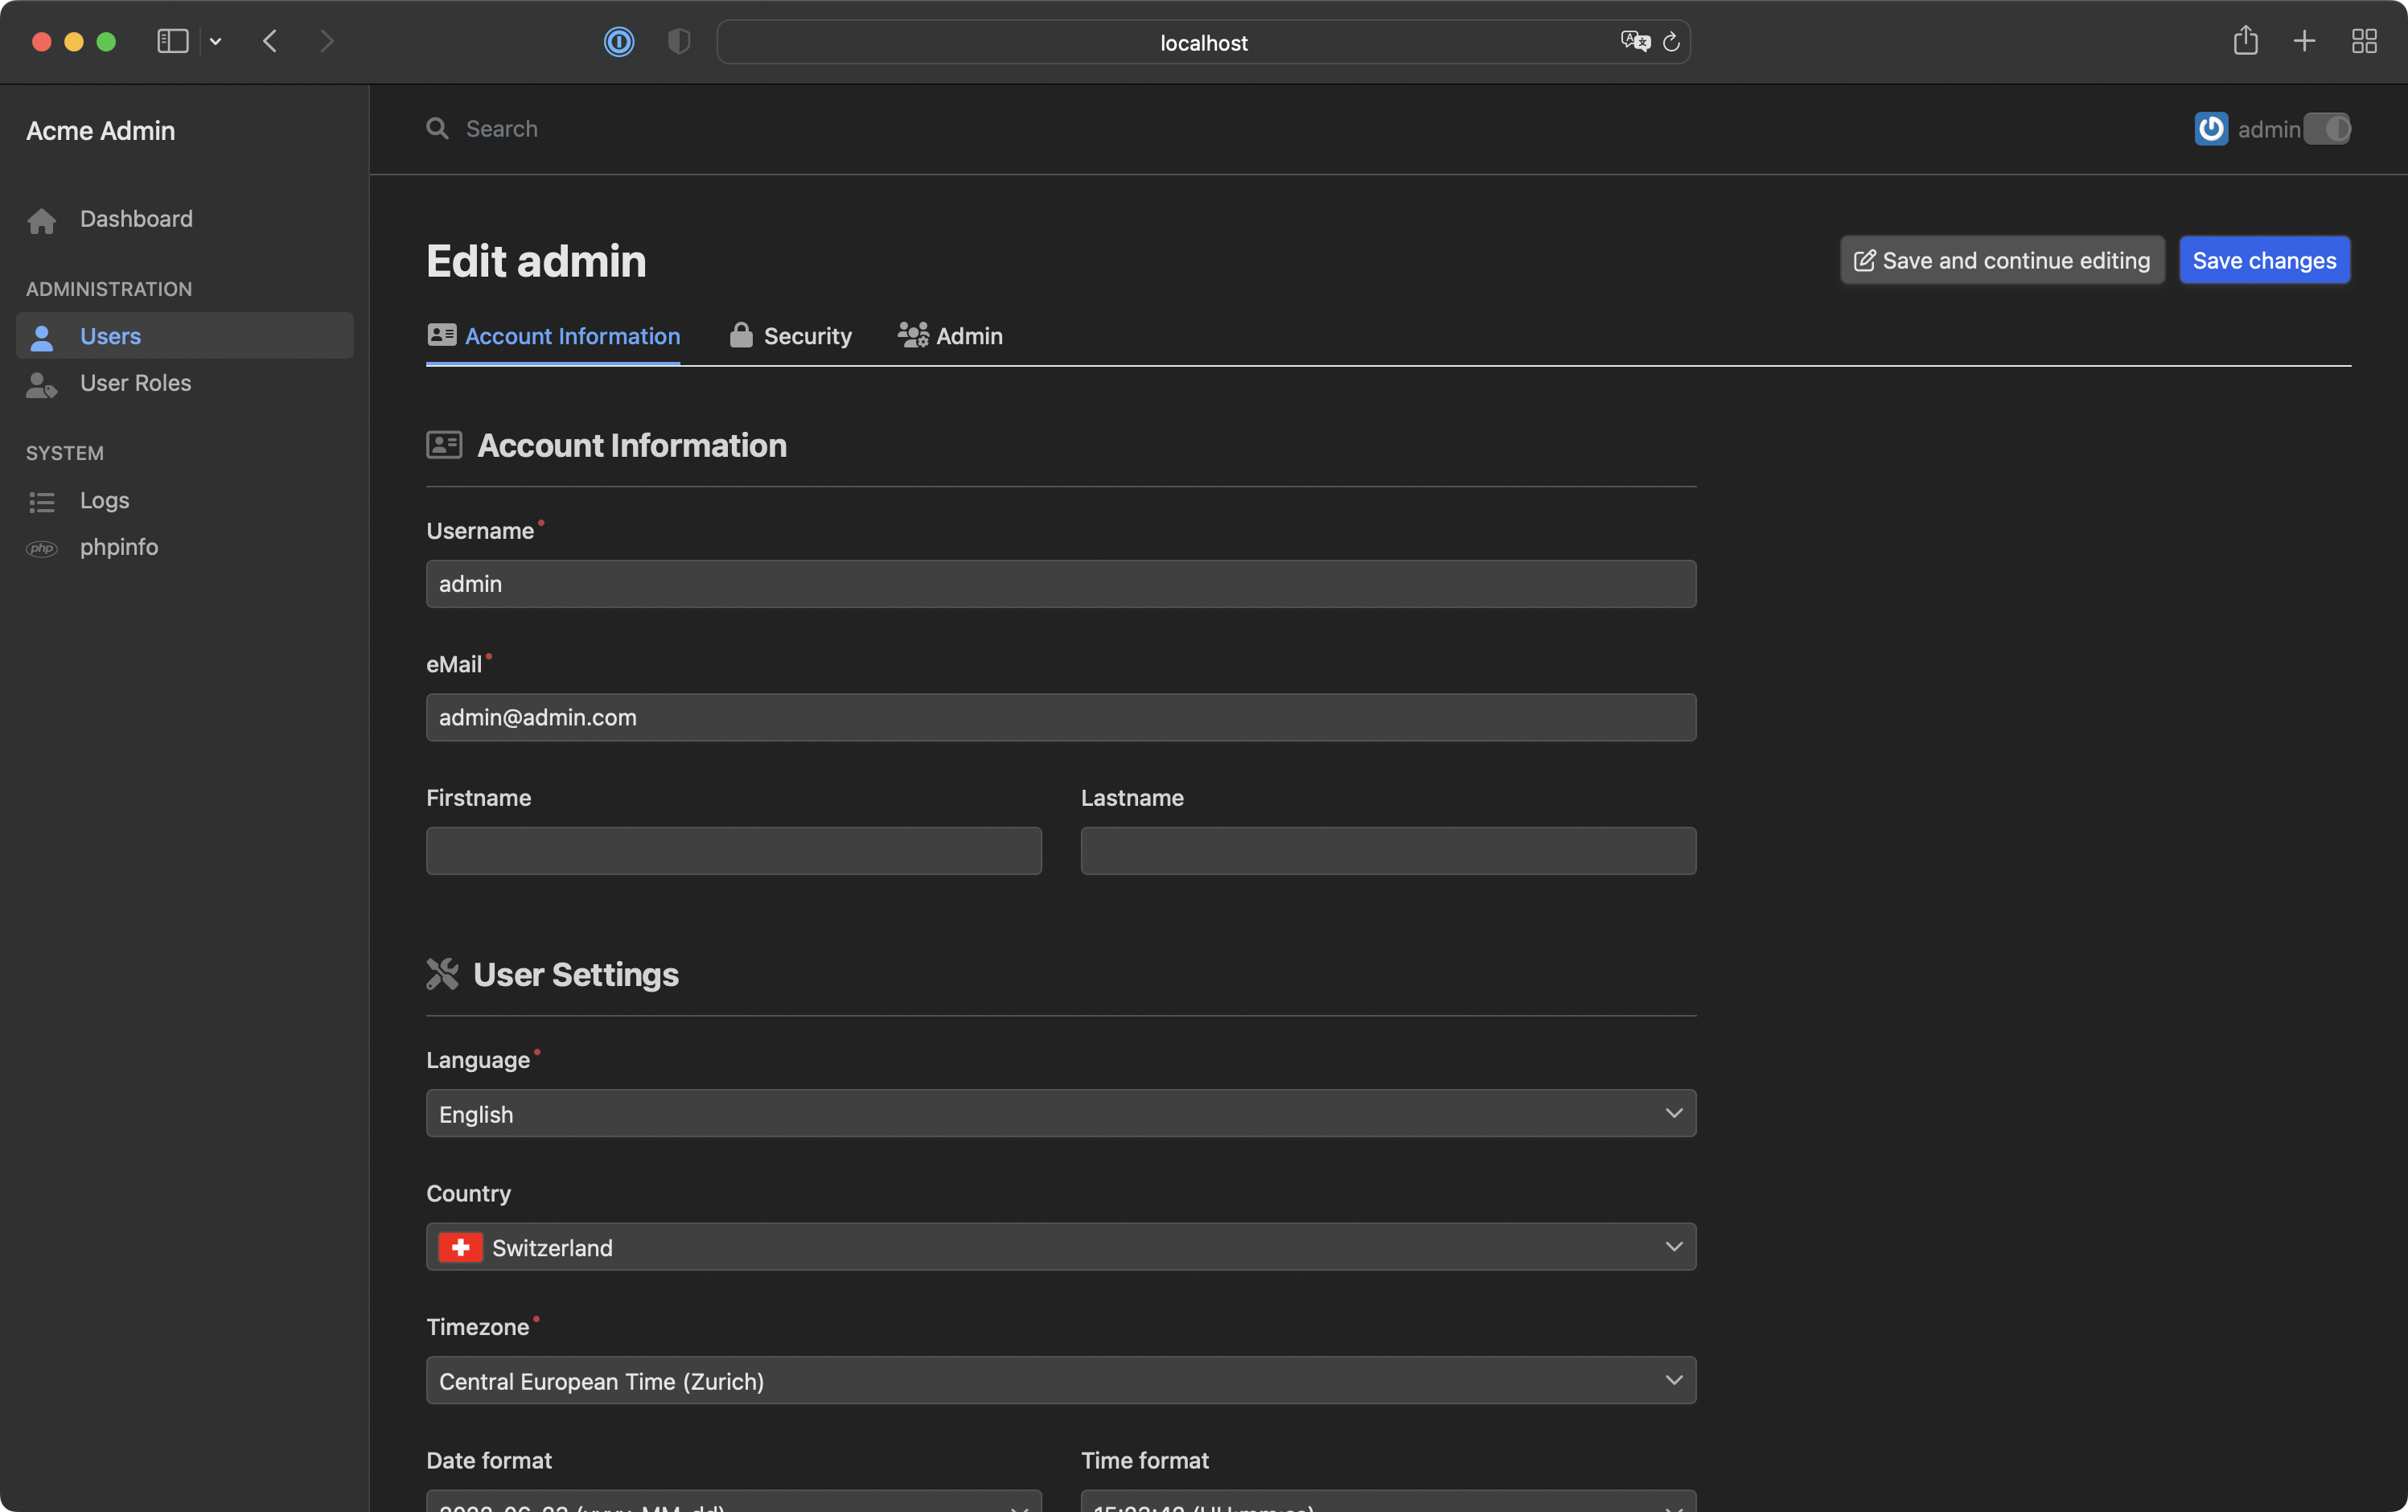 localhost
Acme Admin
Search
admin
Dashboard
ADMINISTRATION
Users
User Roles
SYSTEM
Logs
php phpinfo
Edit admin
Save and continue editing
Save changes
Account Information Security Admin
Account Information
Username
admin
eMail
admin@admin.com
Firstname Lastname
User Settings
Language
English
Country
Switzerland
Timezone
Central European Time (Zurich)
Date format Time format